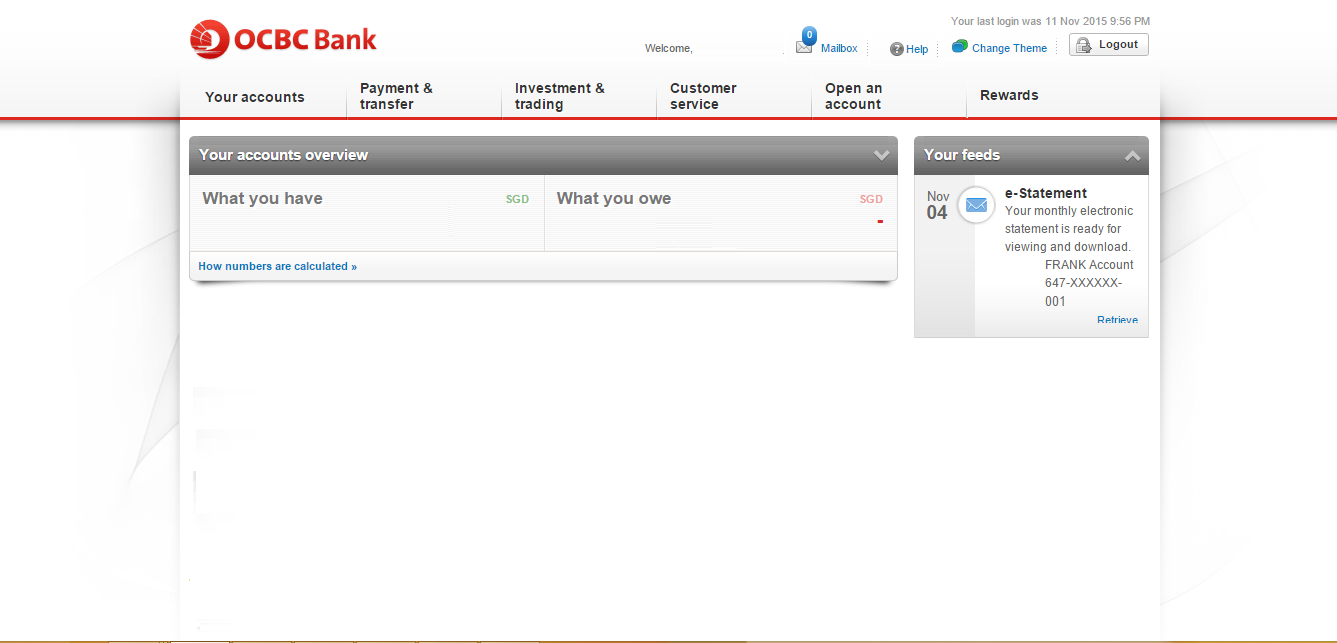 Your last login was 11 Nov 2015 9:56 PM
OCBC Bank
Welcome,
0
Mailbox
? Help
Change Theme
Logout
Your accounts
Payment &
transfer
Investment &
trading
Customer
service
Open an
account
Rewards
Your accounts overview
What you have
SGD
What you owe
SGD
-
How numbers are calculated »
Your feeds
Nov
04
e-Statement
Your monthly electronic
statement is ready for
viewing and download.
FRANK Account
647-XXXXXX-
001
Retrieve